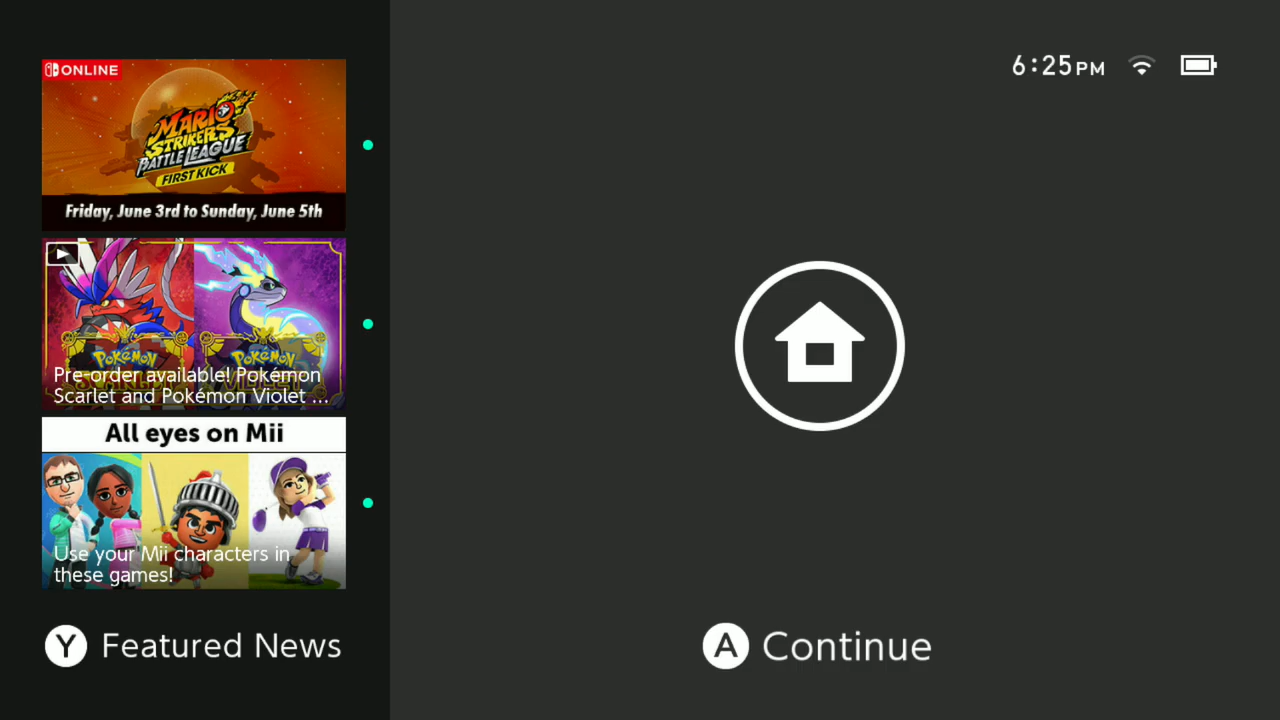 ONLINE
MARIO
STRIKERS
BATTLE LEAGUE
FIRST KICK
Friday, June 3rd to Sunday, June 5th
POKÉMON
POKÉMON
Pre-order available! Pokémon
Scarlet and Pokémon Violet ...
All eyes on Mii
Use your Mii characters in
these games!
Y Featured News
6:25PM
A Continue